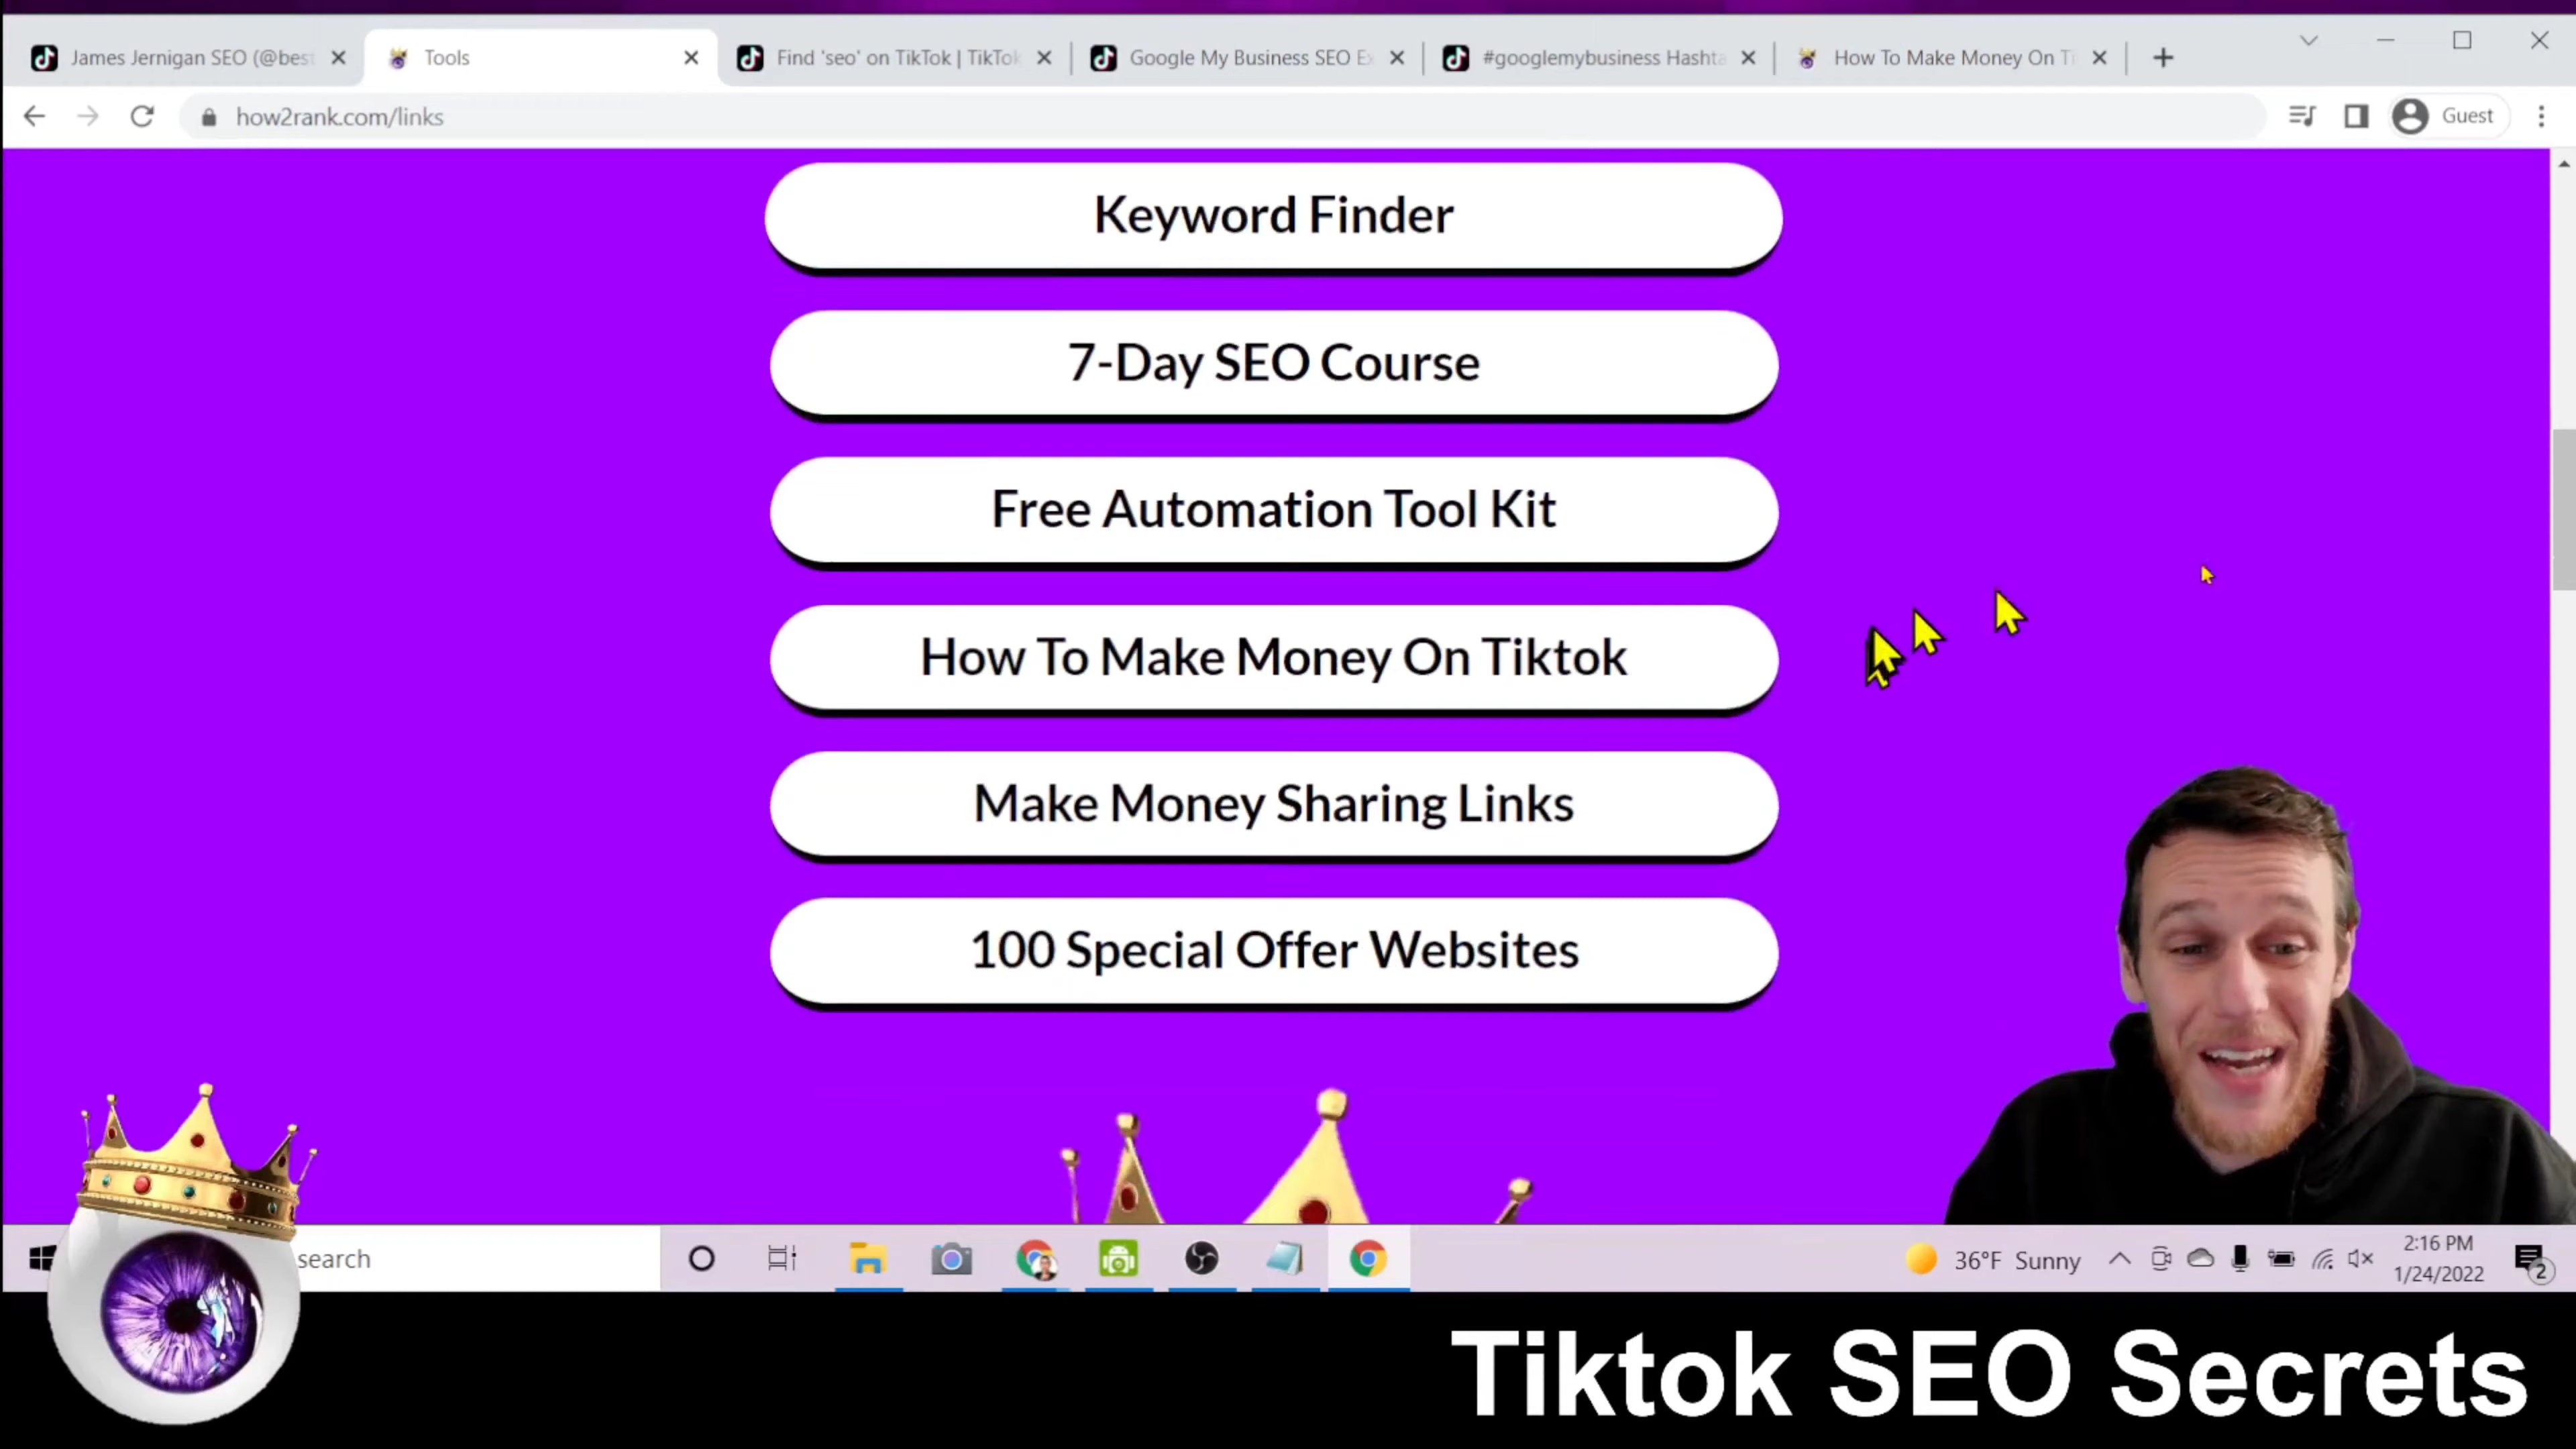 James Jernigan SEO (@best
Tools
Find 'seo' on TikTok | TikTok
Google My Business SEO Ex
#googlemybusiness Hashta
How To Make Money On Ti
how2rank.com/links
Guest
Keyword Finder
7-Day SEO Course
Free Automation Tool Kit
How To Make Money On Tiktok
Make Money Sharing Links
100 Special Offer Websites
search
36°F Sunny
2:16 PM
1/24/2022
2
Tiktok SEO Secrets